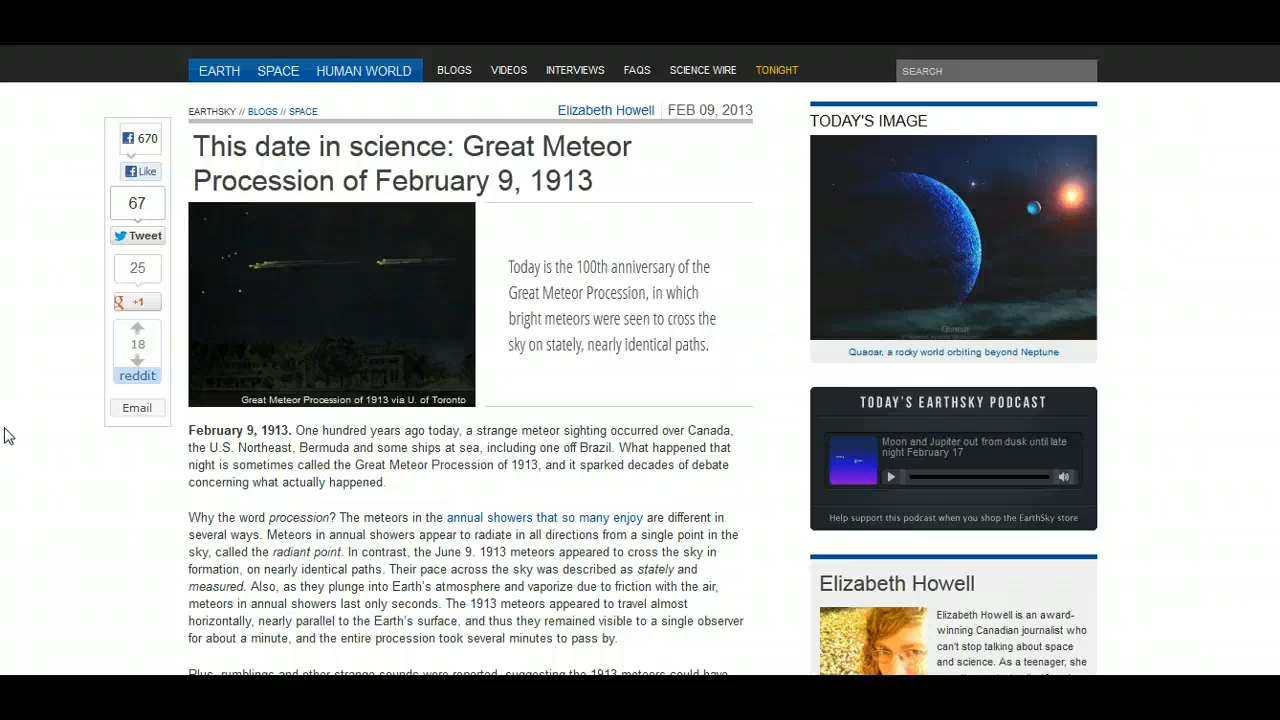 EARTH SPACE HUMAN WORLD BLOGS VIDEOS INTERVIEWS FAQS SCIENCE WIRE TONIGHT SEARCH
EARTHSKY // BLOGS // SPACE Elizabeth Howell FEB 09, 2013
This date in science: Great Meteor
Procession of February 9, 1913
670
Like
67
Tweet
25
+1
18
reddit
Email
Great Meteor Procession of 1913 via U. of Toronto
Today is the 100th anniversary of the
Great Meteor Procession, in which
bright meteors were seen to cross the
sky on stately, nearly identical paths.
February 9, 1913. One hundred years ago today, a strange meteor sighting occurred over Canada,
the U.S. Northeast, Bermuda and some ships at sea, including one off Brazil. What happened that
night is sometimes called the Great Meteor Procession of 1913, and it sparked decades of debate
concerning what actually happened.
Why the word procession? The meteors in the annual showers that so many enjoy are different in
several ways. Meteors in annual showers appear to radiate in all directions from a single point in the
sky, called the radiant point. In contrast, the June 9. 1913 meteors appeared to cross the sky in
formation, on nearly identical paths. Their pace across the sky was described as stately and
measured. Also, as they plunge into Earth's atmosphere and vaporize due to friction with the air,
meteors in annual showers last only seconds. The 1913 meteors appeared to travel almost
horizontally, nearly parallel to the Earth's surface, and thus they remained visible to a single observer
for about a minute, and the entire procession took several minutes to pass by.
Plus, rumblings and other strange sounds were reported, suggesting the 1913 meteors could have
TODAY'S IMAGE
Quaoar
Quaoar, a rocky world orbiting beyond Neptune
TODAY'S EARTHSKY PODCAST
Moon and Jupiter out from dusk until late
night February 17
Help support this podcast when you shop the EarthSky store
Elizabeth Howell
Elizabeth Howell is an award-
winning Canadian journalist who
can't stop talking about space
and science. As a teenager, she